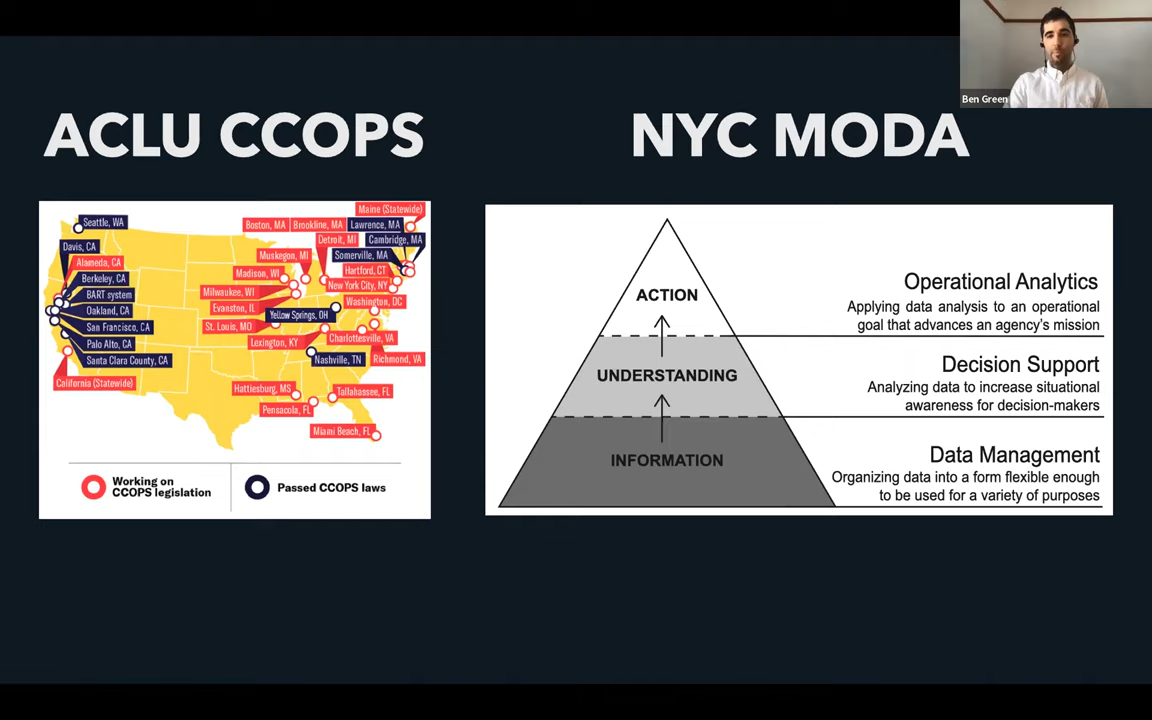 Ben Green
ACLU CCOPS
NYC MODA
Maine (Statewide)
Seattle, WA
Boston, MA
Brookline, MA
Lawrence, MA
Davis, CA
Detroit, MI
Cambridge, MA
Alameda, CA
Muskegon, MI
Somerville, MA
Berkeley, CA
Madison, WI
Hartford, CT
BART system
Milwaukee, WI
New York City, NY
Oakland, CA
Evanston, IL
Yellow Springs, OH
Washington, DC
San Francisco, CA
St. Louis, MO
Charlottesville, VA
Palo Alto, CA
Lexington, KY
Santa Clara County, CA
Nashville, TN
Richmond, VA
California (Statewide)
Hattiesburg, MS
Tallahassee, FL
Pensacola, FL
Miami Beach, FL
Working on
CCOPS legislation
Passed CCOPS laws
ACTION
UNDERSTANDING
INFORMATION
Operational Analytics
Applying data analysis to an operational
goal that advances an agency's mission
Decision Support
Analyzing data to increase situational
awareness for decision-makers
Data Management
Organizing data into a form flexible enough
to be used for a variety of purposes